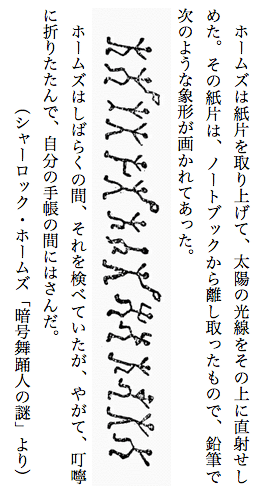 ホームズは紙片を取り上げて、太陽の光線をその上に直射せし
めた。その紙片は、ノートブックから離し取ったもので、鉛筆で
次のような象形が画かれてあった。
ホームズはしばらくの間、それを検べていたが、やがて、叮嚀
に折りたたんで、自分の手帳の間にはさんだ。
（シャーロック・ホームズ「暗号舞踊人の謎」より）